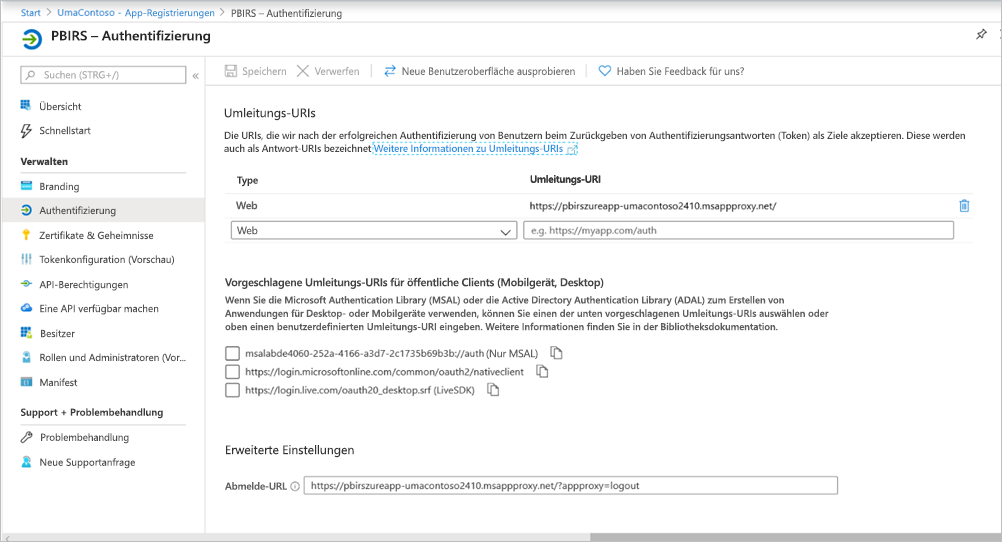 Start > UmaContoso - App-Registrierungen > PBIRS – Authentifizierung
PBIRS – Authentifizierung
Suchen (STRG+/)
«
Übersicht
Schnellstart
Verwalten
Branding
Authentifizierung
Zertifikate & Geheimnisse
Tokenkonfiguration (Vorschau)
API-Berechtigungen
Eine API verfügbar machen
Besitzer
Rollen und Administratoren (Vor...
Manifest
Support + Problembehandlung
Problembehandlung
Neue Supportanfrage
Speichern
Verwerfen
Neue Benutzeroberfläche ausprobieren
Haben Sie Feedback für uns?
Umleitungs-URIs
Die URIs, die wir nach der erfolgreichen Authentifizierung von Benutzern beim Zurückgeben von Authentifizierungsantworten (Token) als Ziele akzeptieren. Diese werden
auch als Antwort-URIs bezeichnet Weitere Informationen zu Umleitungs-URIs
Type Umleitungs-URI
Web https://pbirszureapp-umacontoso2410.msappproxy.net/
Web e.g. https://myapp.com/auth
Vorgeschlagene Umleitungs-URIs für öffentliche Clients (Mobilgerät, Desktop)
Wenn Sie die Microsoft Authentication Library (MSAL) oder die Active Directory Authentication Library (ADAL) zum Erstellen von
Anwendungen für Desktop- oder Mobilgeräte verwenden, können Sie einen der unten vorgeschlagenen Umleitungs-URIs auswählen oder
oben einen benutzerdefinierten Umleitungs-URI eingeben. Weitere Informationen finden Sie in der Bibliotheksdokumentation.
msalabde4060-252a-4166-a3d7-2c1735b69b3b://auth (Nur MSAL)
https://login.microsoftonline.com/common/oauth2/nativeclient
https://login.live.com/oauth20_desktop.srf (LiveSDK)
Erweiterte Einstellungen
Abmelde-URL https://pbirszureapp-umacontoso2410.msappproxy.net/?appproxy=logout